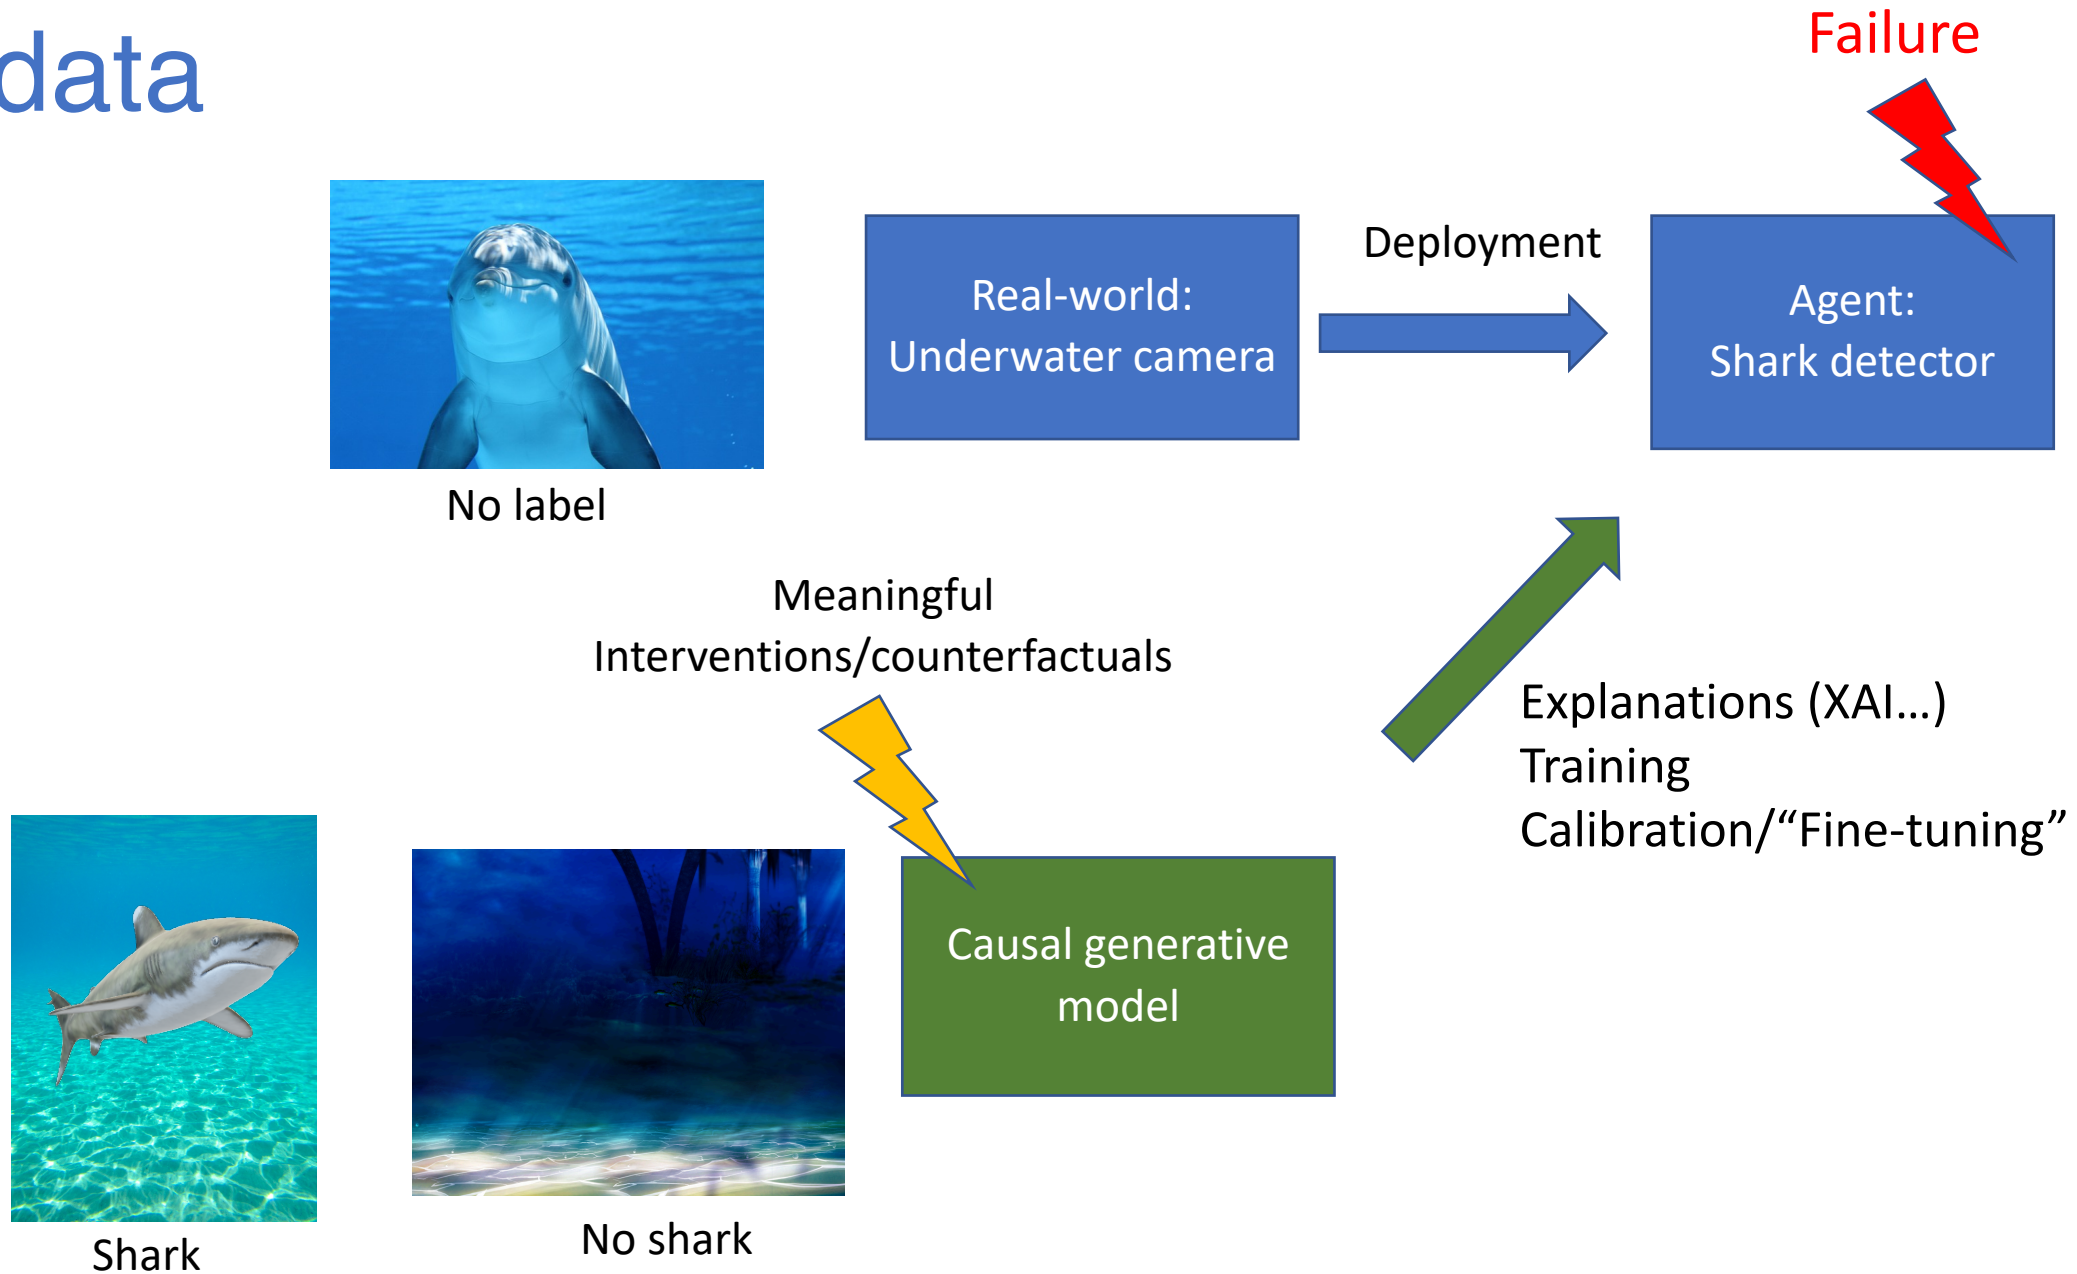 data
Failure
Real-world:
Underwater camera
Deployment
Agent:
Shark detector
No label
Meaningful
Interventions/counterfactuals
Explanations (XAI...)
Training
Calibration/“Fine-tuning”
Causal generative
model
Shark
No shark